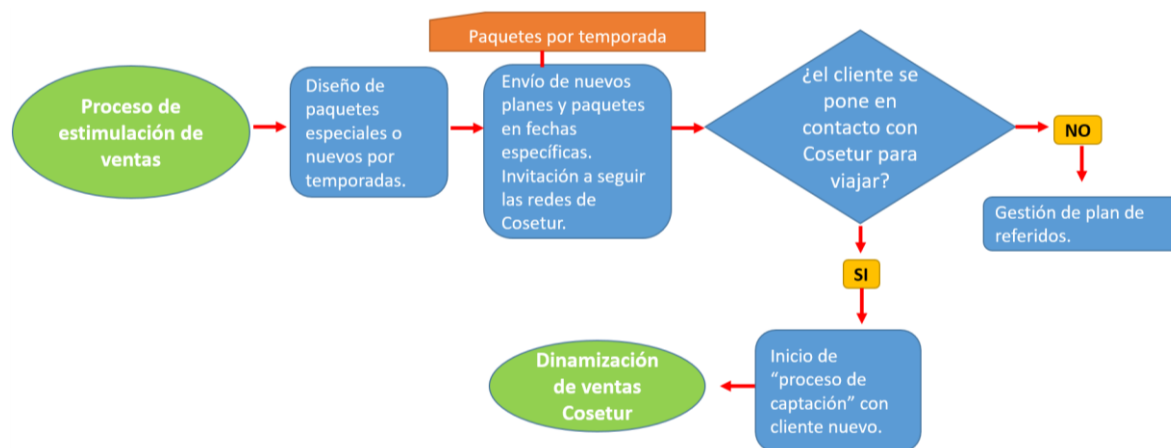 Paquetes por temporada
Proceso de
estimulación de
ventas
Diseño de
paquetes
especiales o
nuevos por
temporadas.
Envío de nuevos
planes y paquetes
en fechas
específicas.
Invitación a seguir
las redes de
Cosetur.
¿el cliente se
pone en
contacto con
Cosetur para
viajar?
NO
Gestión de plan de
referidos.
SI
Inicio de
“proceso de
captación” con
cliente nuevo.
Dinamización
de ventas
Cosetur